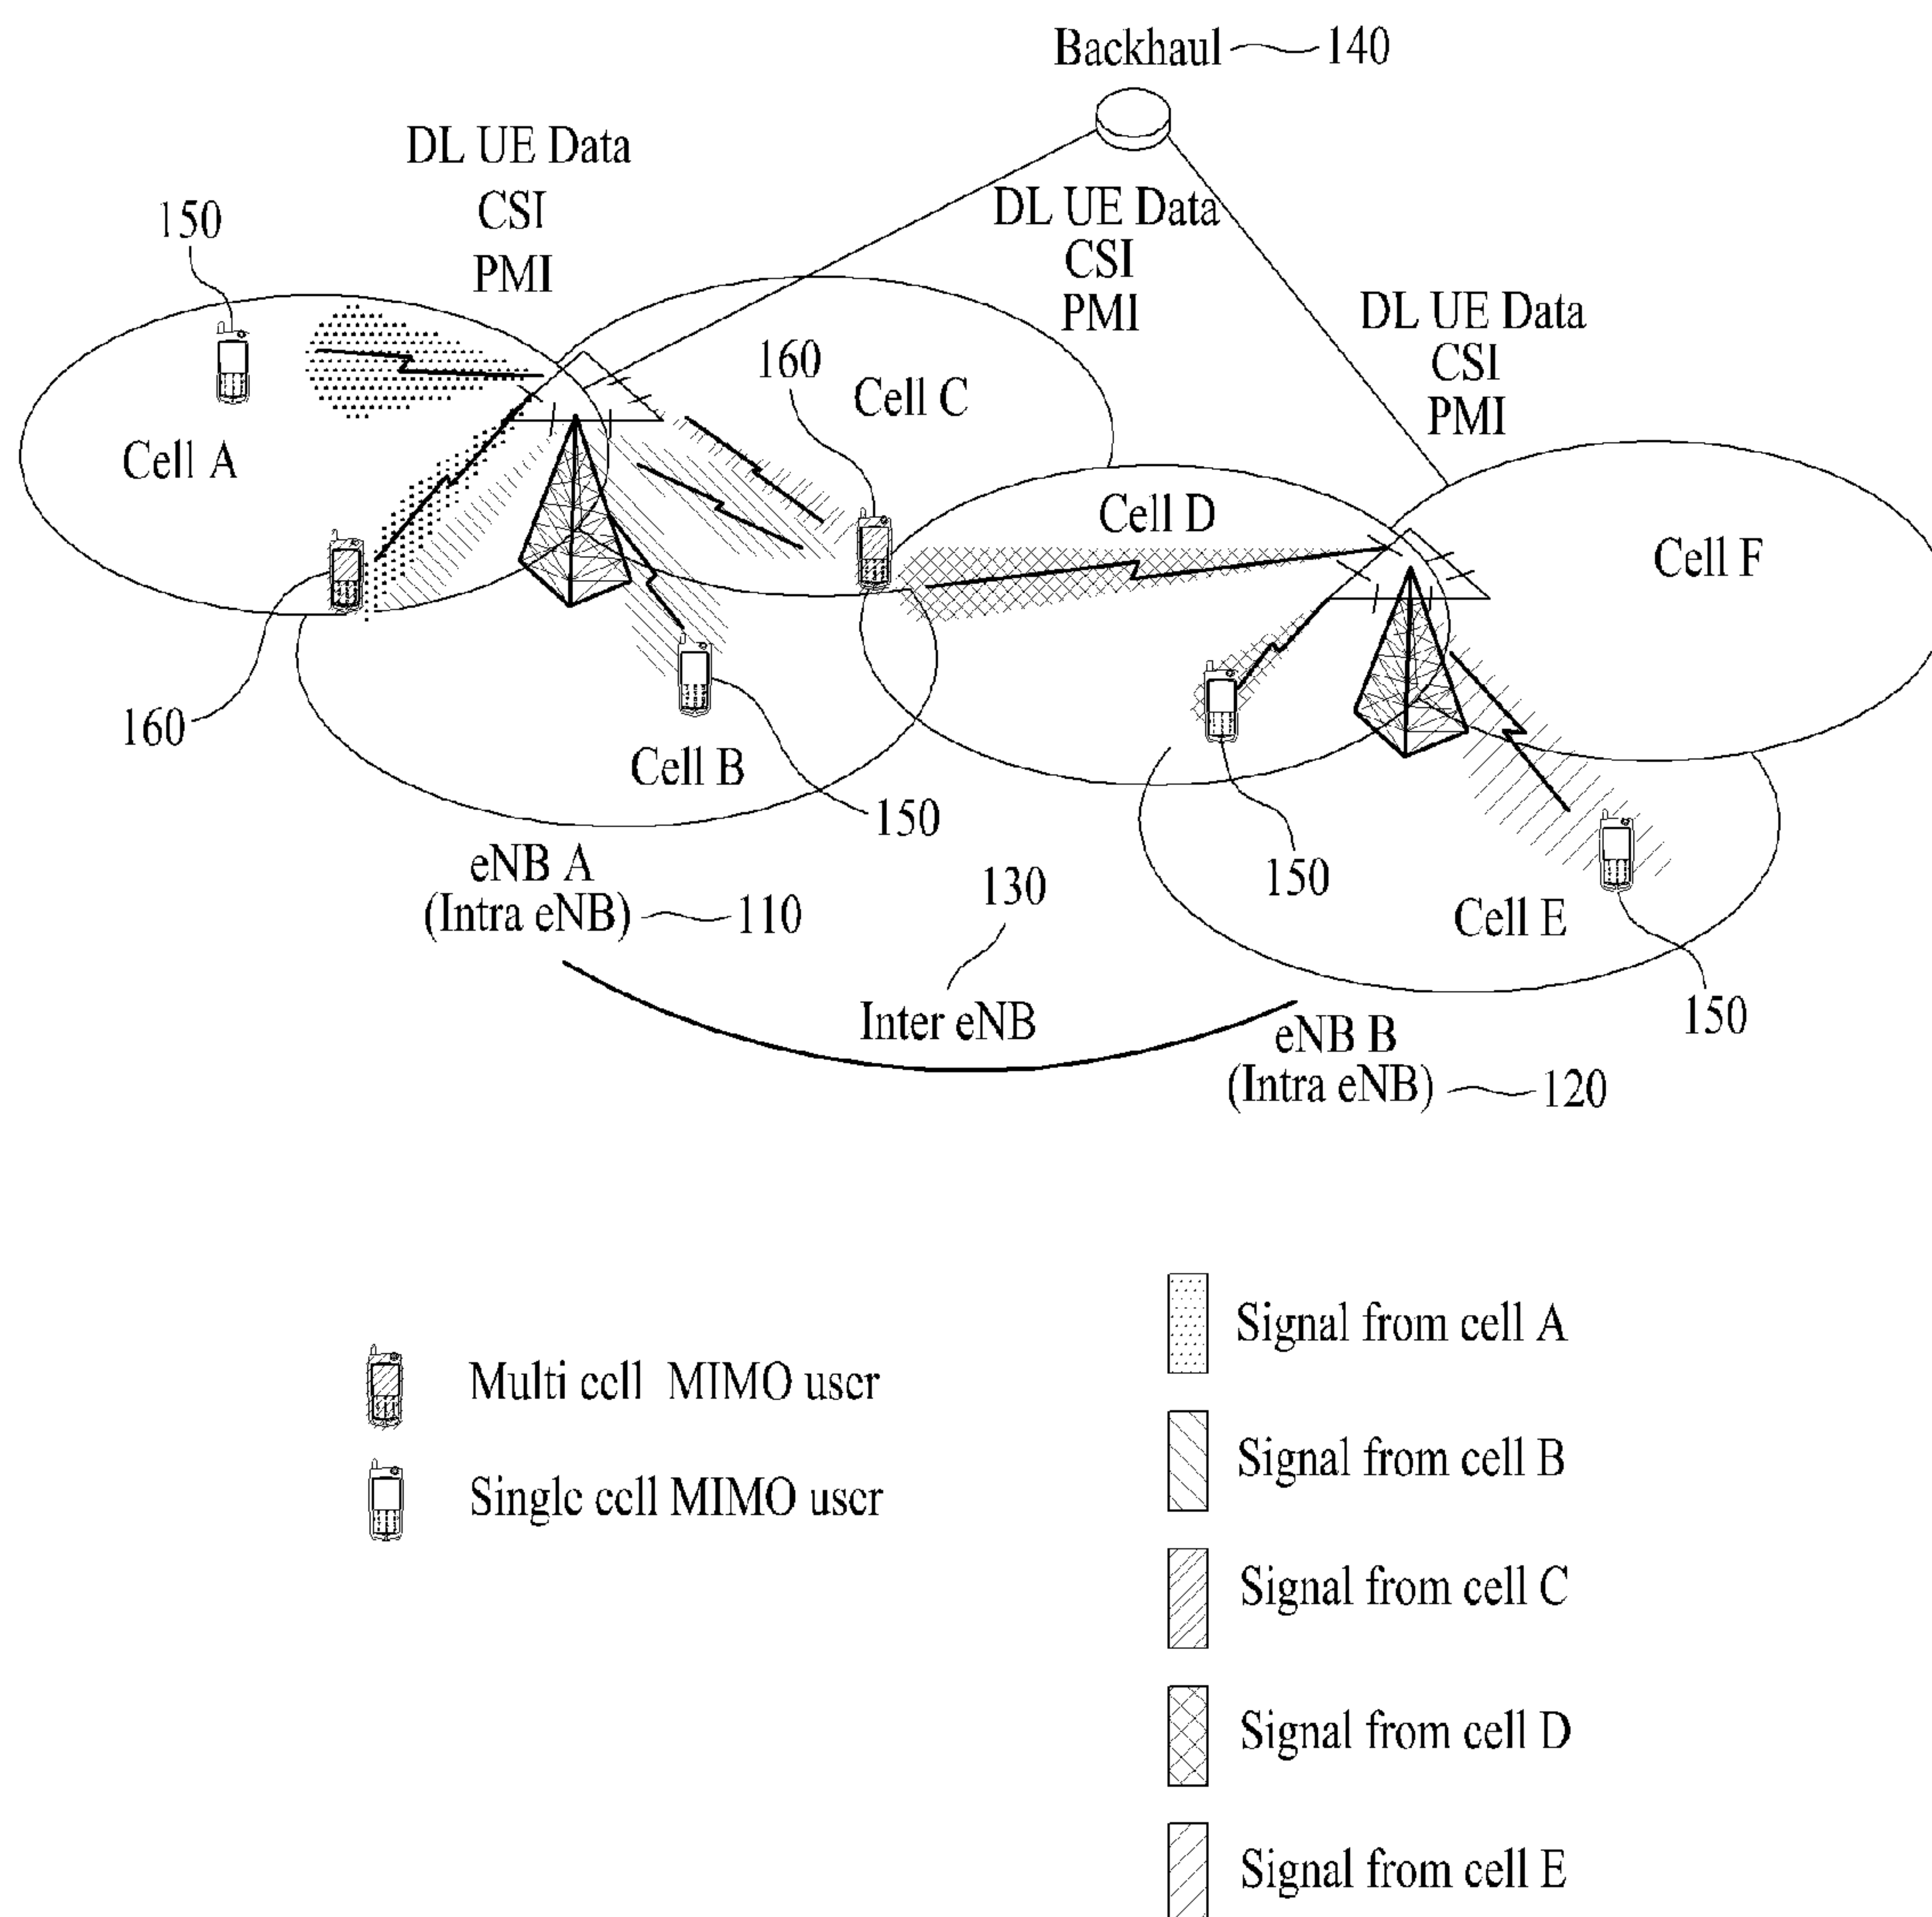 Backhaul 140
DL UE Data
CSI
PMI
DL UE Data
CSI
PMI
DL UE Data
CSI
PMI
150
160
Cell C
Cell A
Cell D
Cell F
160
Cell B
150
150
eNB A
(Intra eNB) 110
130
Cell E
150
Inter eNB
eNB B
(Intra eNB) 120
Multi cell MIMO user
Single cell MIMO user
Signal from cell A
Signal from cell B
Signal from cell C
Signal from cell D
Signal from cell E